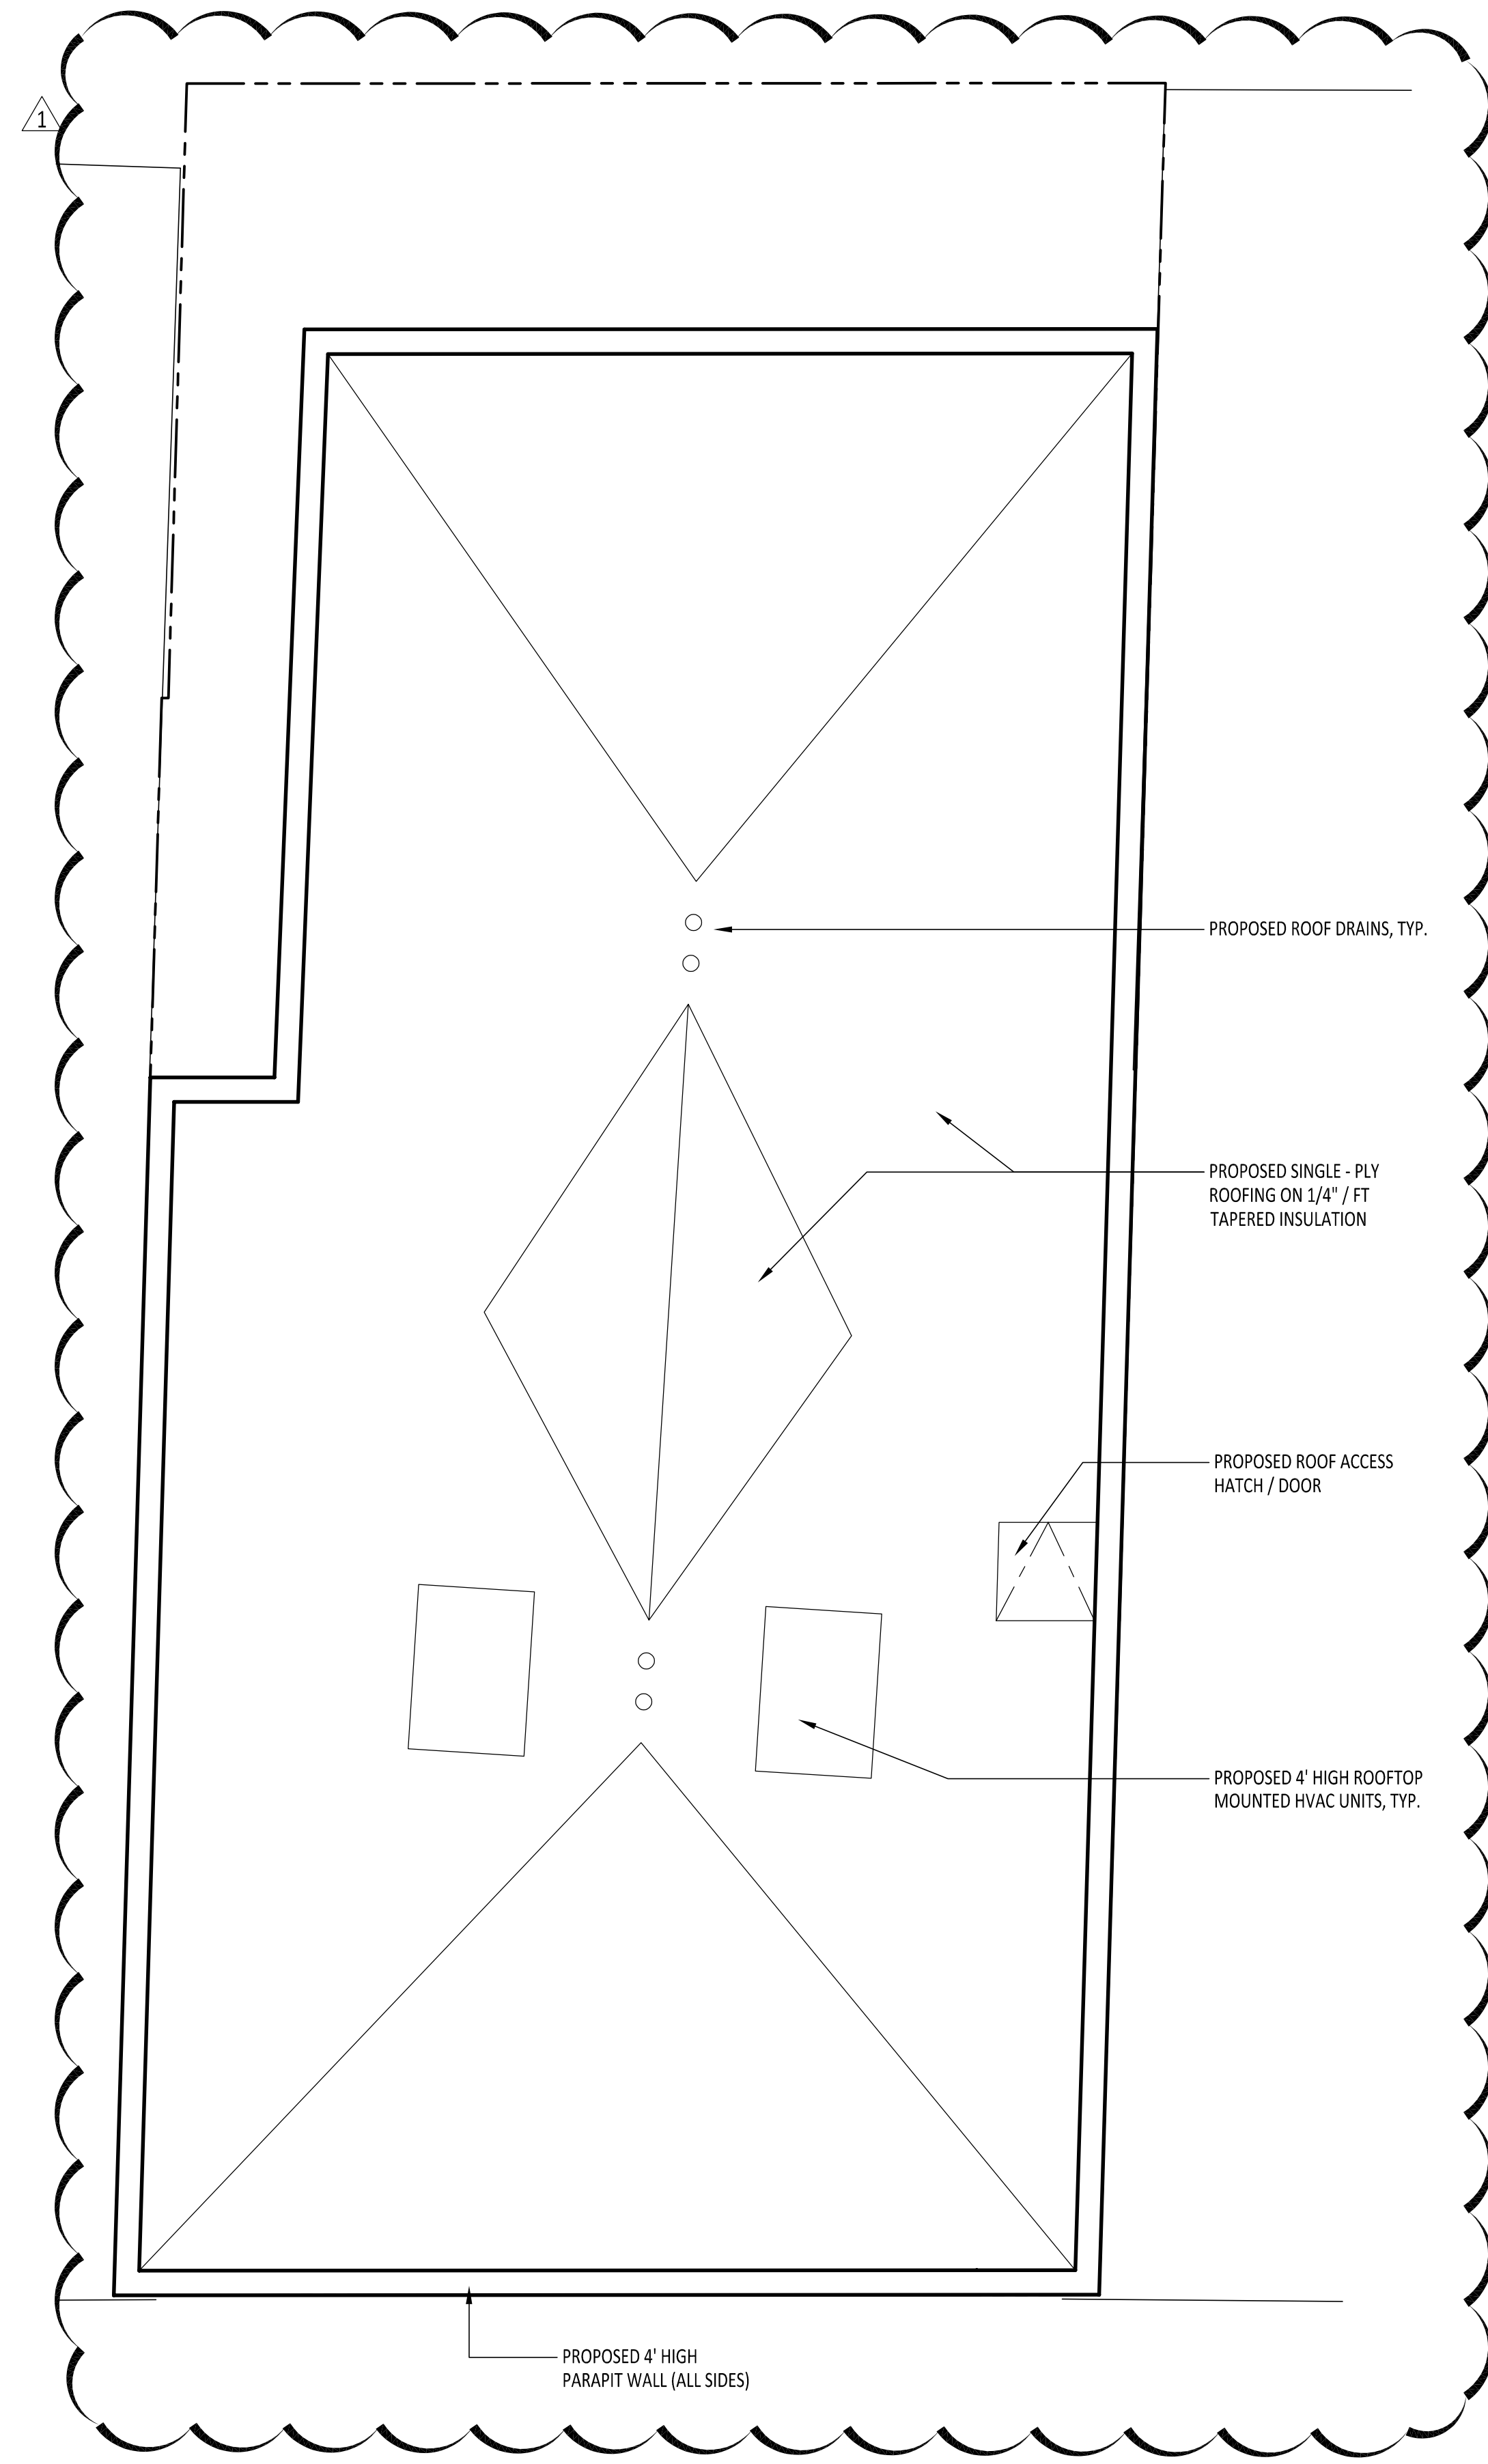 1
PROPOSED ROOF DRAINS, TYP.
PROPOSED SINGLE - PLY
ROOFING ON 1/4" / FT
TAPERED INSULATION
PROPOSED ROOF ACCESS
HATCH / DOOR
PROPOSED 4' HIGH ROOFTOP
MOUNTED HVAC UNITS, TYP.
PROPOSED 4' HIGH
PARAPIT WALL (ALL SIDES)